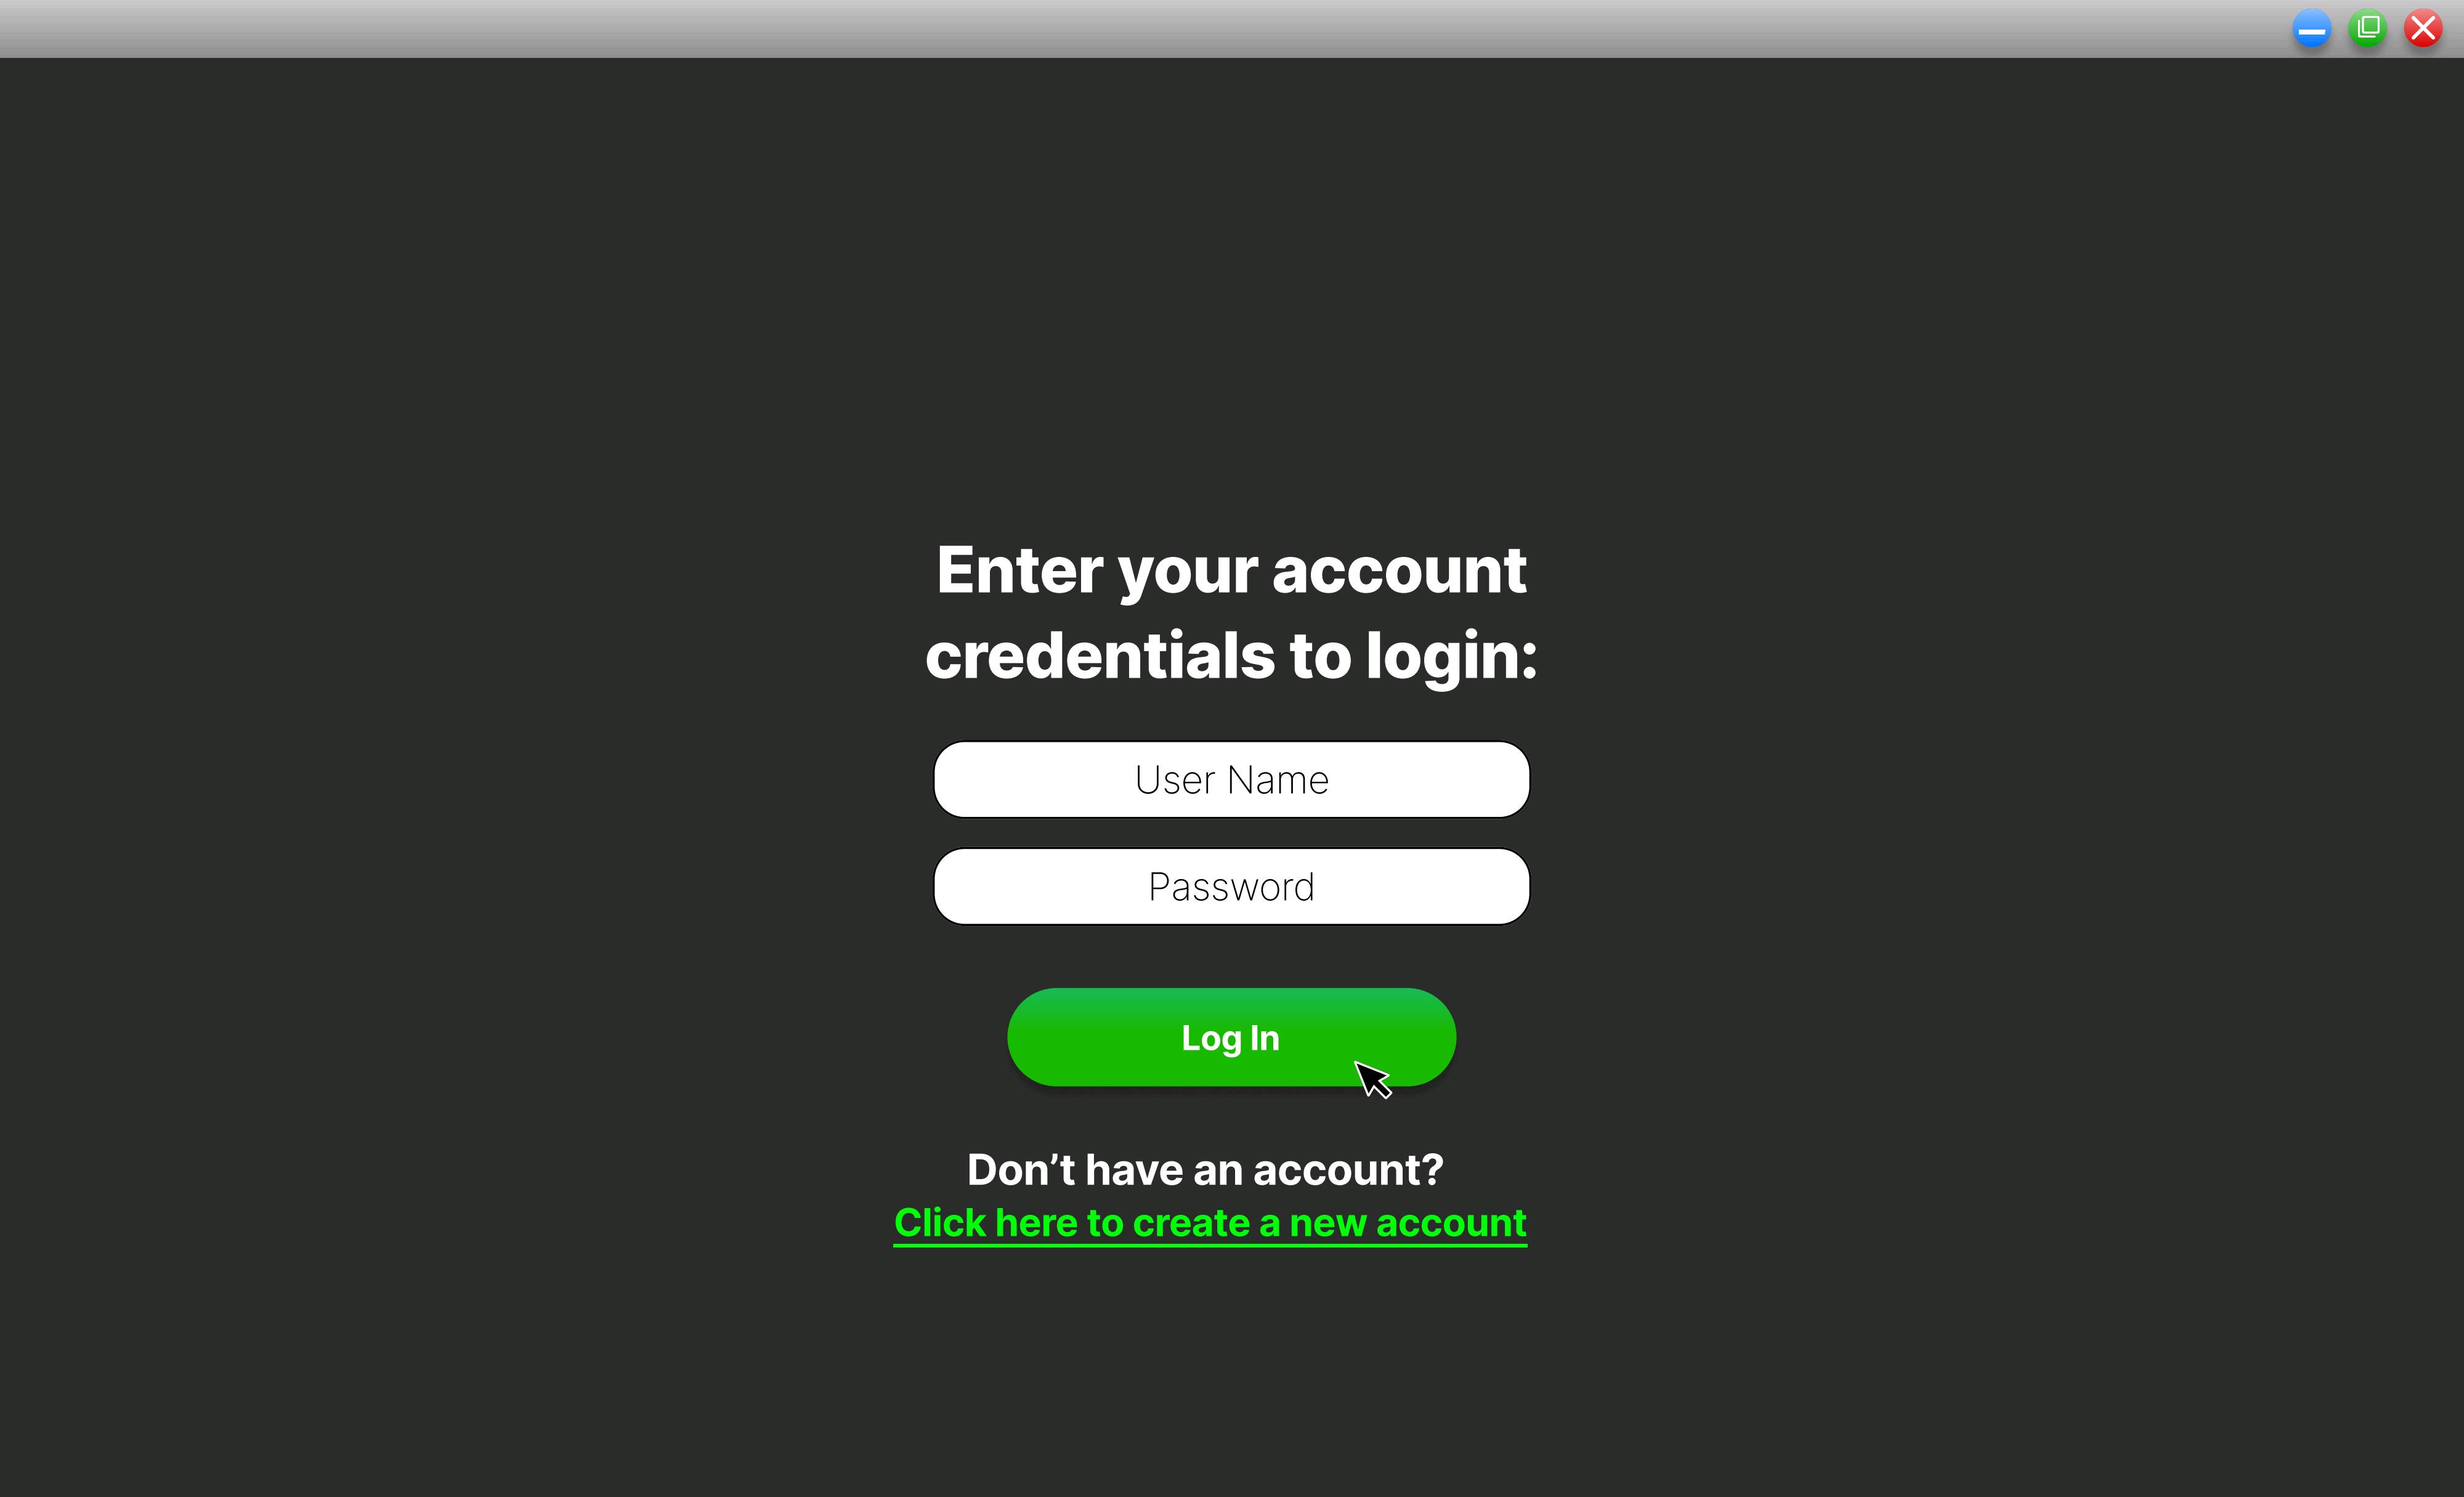 Enter your account
credentials to login:
User Name
Password
Log In
Don’t have an account?
Click here to create a new account